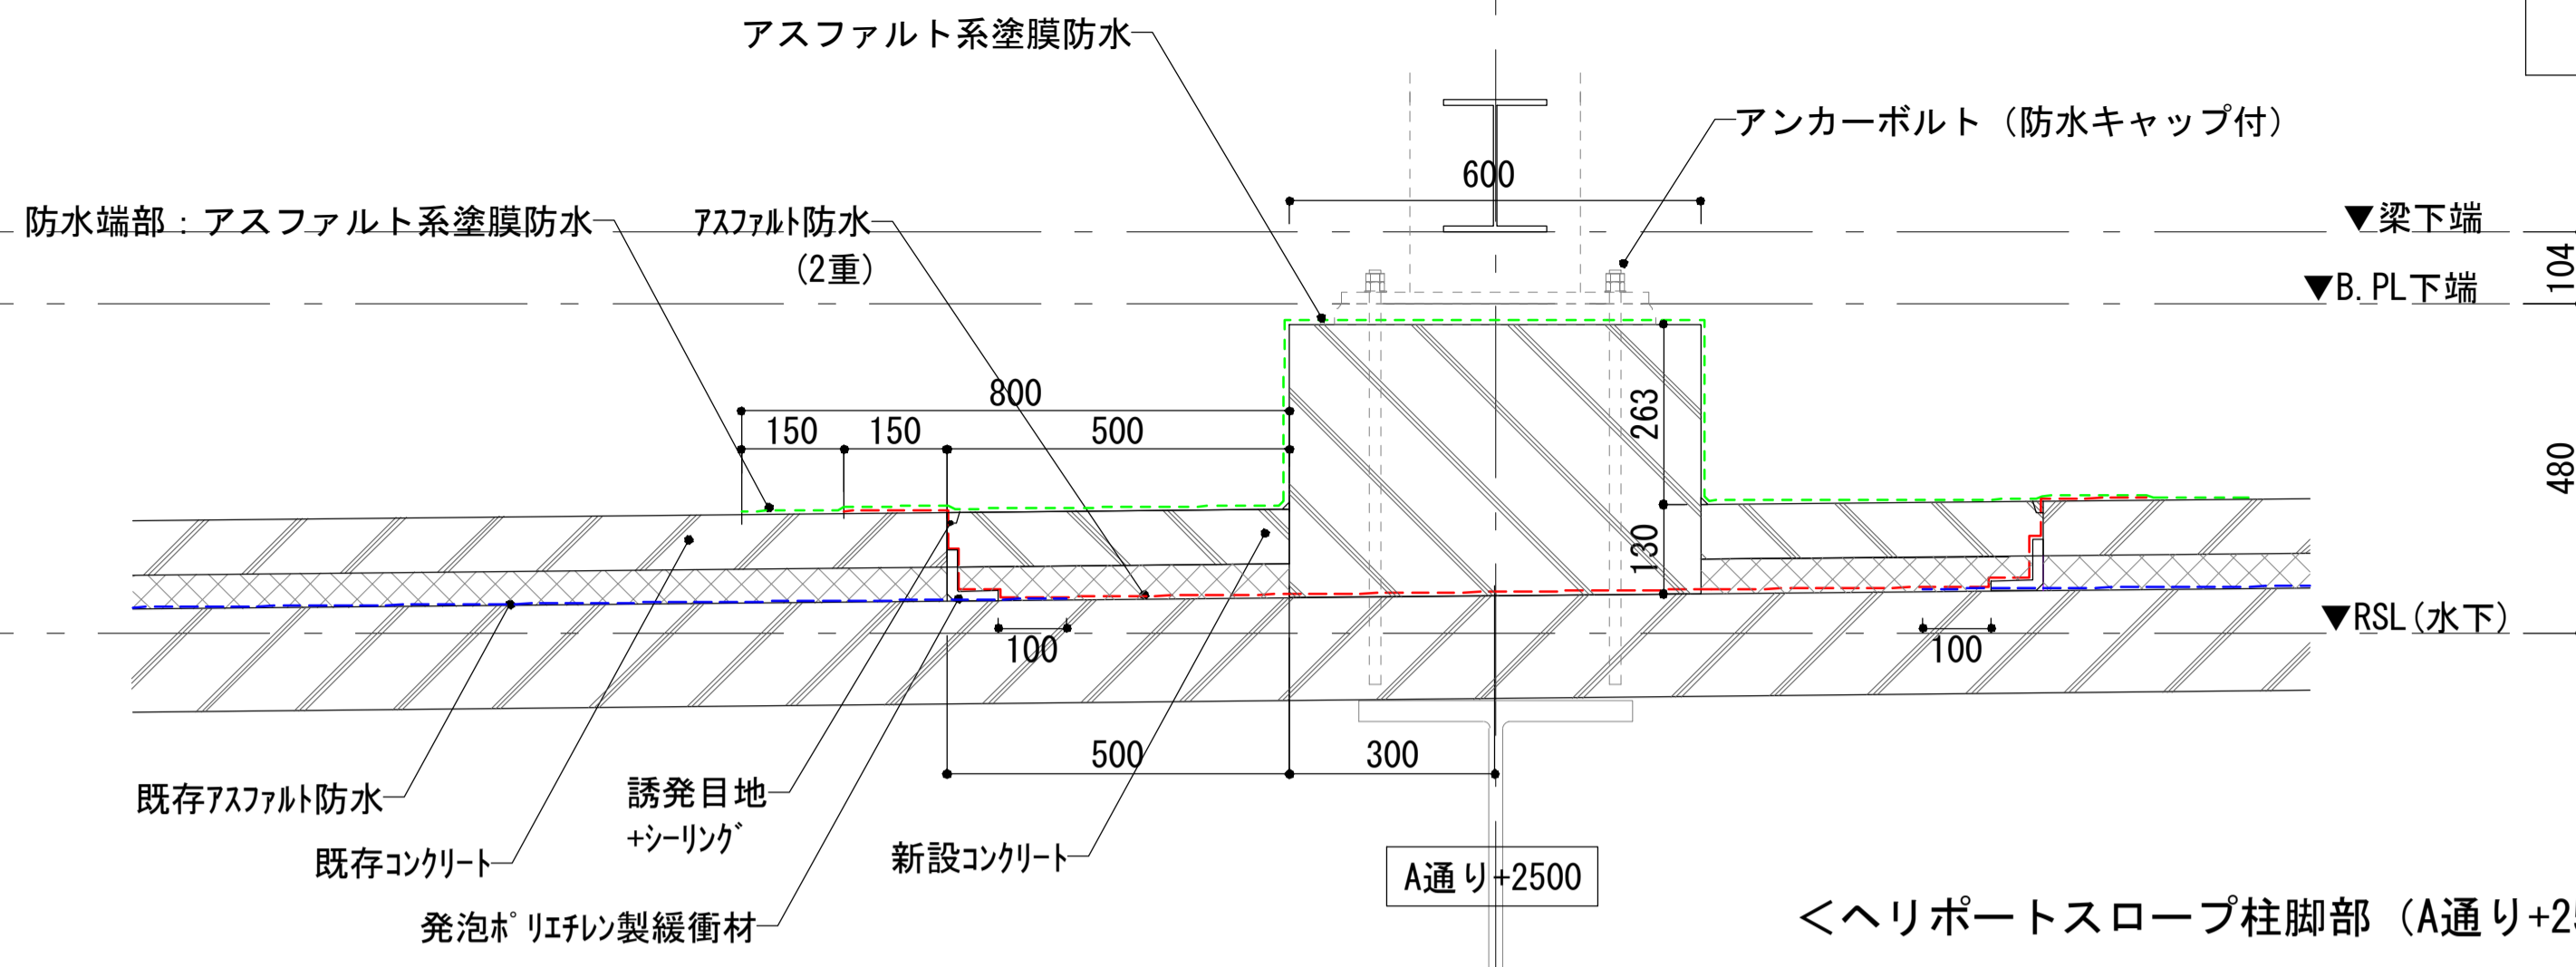 アスファルト系塗膜防水
アンカーボルト（防水キャップ付）
600
防水端部：アスファルト系塗膜防水
ｱｽﾌｧﾙﾄ防水
(2重)
▼梁下端
104
▼B.PL下端
800
150
150
500
263
480
130
100
100
▼RSL(水下)
500
300
既存ｱｽﾌｧﾙﾄ防水
誘発目地
+ｼｰﾘﾝｸﾞ
既存ｺﾝｸﾘｰﾄ
新設ｺﾝｸﾘｰﾄ
A通り+2500
発泡ﾎﾟﾘｴﾁﾚﾝ製緩衝材
＜ヘリポートスロープ柱脚部（A通り+2